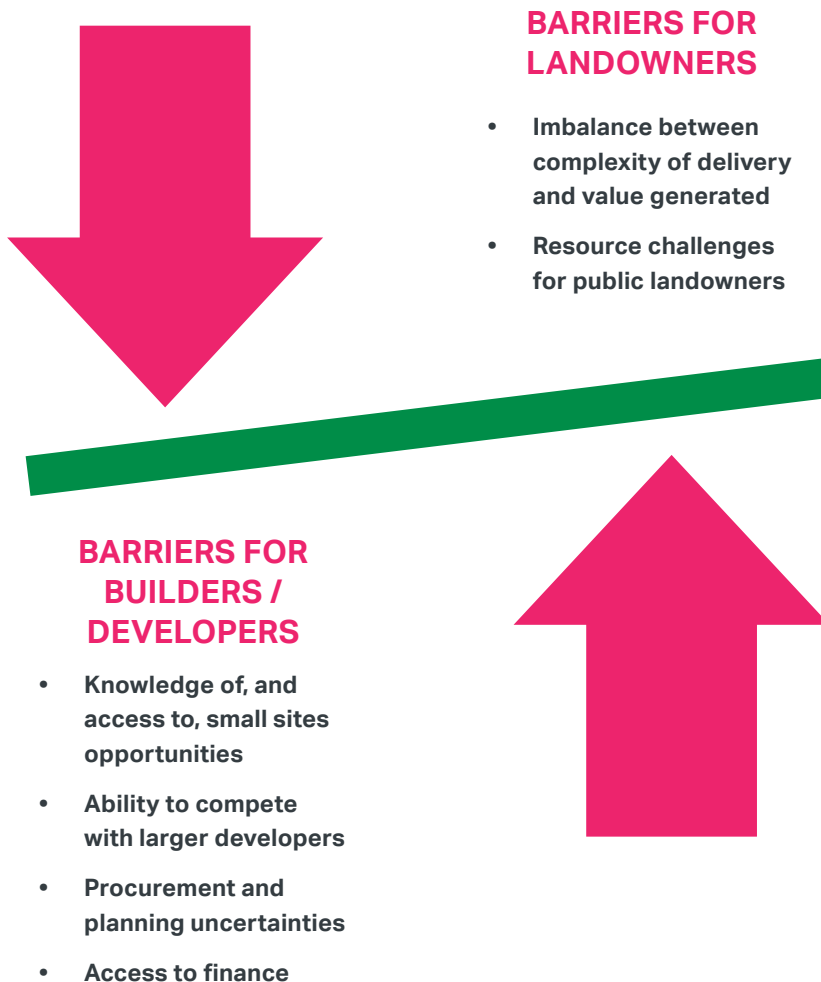 BARRIERS FOR
LANDOWNERS
• Imbalance between
complexity of delivery
and value generated
• Resource challenges
for public landowners
BARRIERS FOR
BUILDERS /
DEVELOPERS
• Knowledge of, and
access to, small sites
opportunities
• Ability to compete
with larger developers
• Procurement and
planning uncertainties
• Access to finance